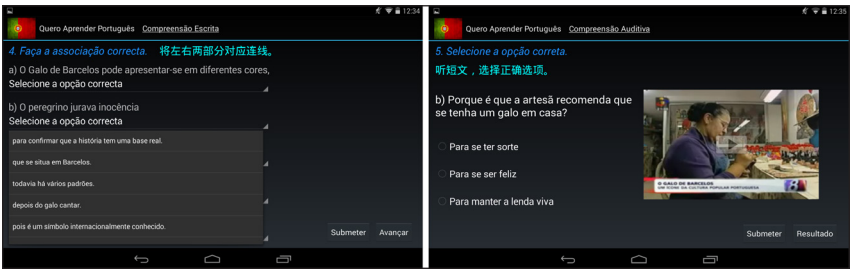 12:34
Quero Aprender Português Compreensão Escrita
4. Faça a associação correcta. 将左右两部分对应连线。
a) O Galo de Barcelos pode apresentar-se em diferentes cores,
Selecione a opção correcta
b) O peregrino jurava inocência
Selecione a opção correcta
para confirmar que a história tem uma base real.
que se situa em Barcelos.
todavia há vários padrões.
depois do galo cantar.
pois é um símbolo internacionalmente conhecido.
Submeter Avançar
12:35
Quero Aprender Português Compreensão Auditiva
5. Selecione a opção correta.
听短文，选择正确选项。
b) Porque é que a artesã recomenda que
se tenha um galo em casa?
Para se ter sorte
Para se ser feliz
Para manter a lenda viva
O GALO DE BARCELOS
UM ICONE NA CULTURA POPULAR PORTUGUESA
Submeter Resultado